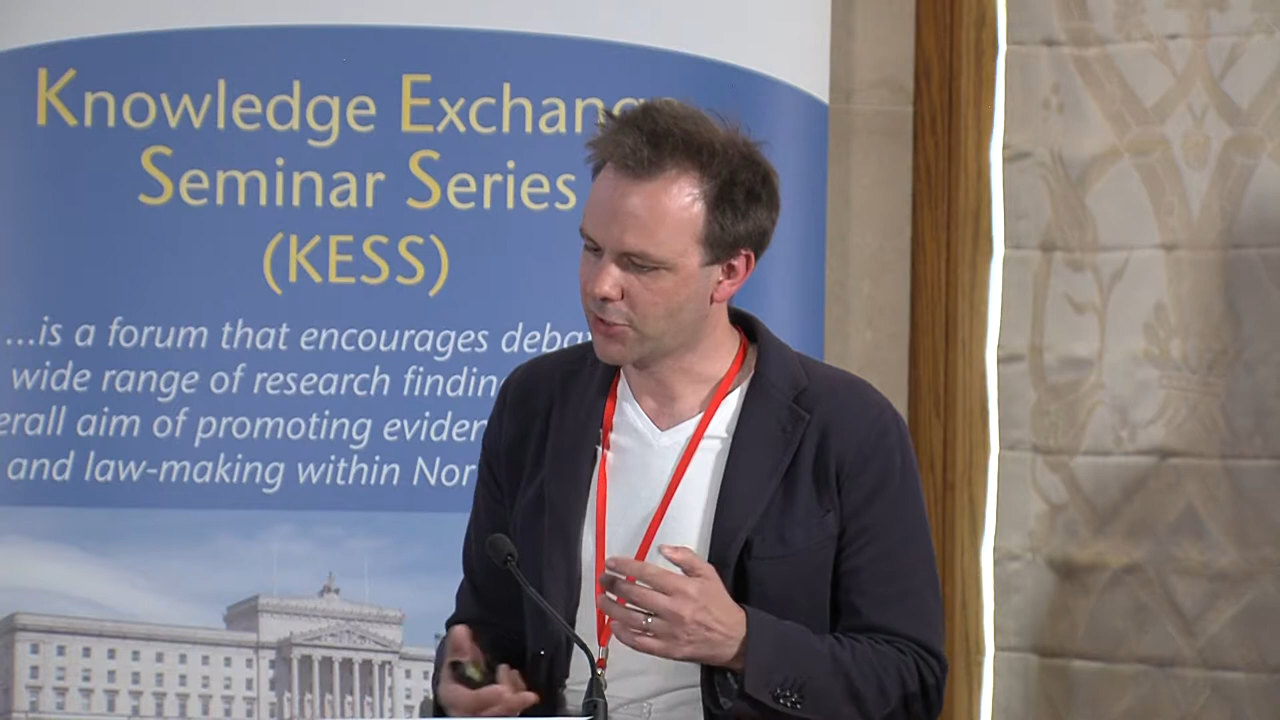 Knowledge Exchang
Seminar Series
(KESS)
...is a forum that encourages deba
wide range of research findin
erall aim of promoting eviden
and law-making within Nor